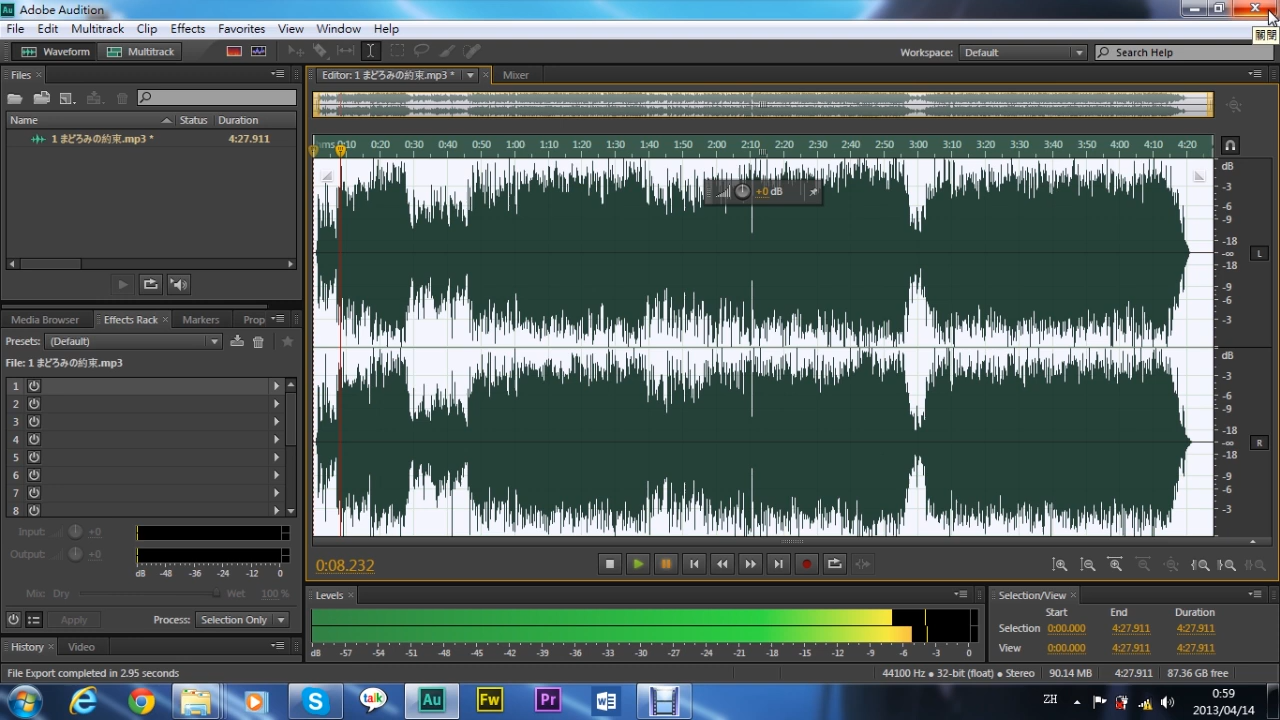 Au Adobe Audition
File Edit Multitrack Clip Effects Favorites View Window Help
關閉
Waveform Multitrack Workspace: Default Search Help
Files × Editor: 1 まどろみの約束.mp3 * × Mixer
Name Status Duration
1 まどろみの約束.mp3 * 4:27.911
0:10 0:20 0:30 0:40 0:50 1:00 1:10 1:20 1:30 1:40 1:50 2:00 2:10 2:20 2:30 2:40 2:50 3:00 3:10 3:20 3:30 3:40 3:50 4:00 4:10 4:20
+0 dB
dB
-3
-6
-9
-18
-∞
-18
-9
-6
-3
L
dB
-3
-6
-9
-18
-∞
-18
-9
-6
-3
R
Media Browser Effects Rack × Markers Prop
Presets: (Default)
File: 1 まどろみの約束.mp3
1
2
3
4
5
6
7
8
Input: +0
Output: +0
dB -48 -36 -24 -12 0
Mix: Dry Wet 100 %
Apply Process: Selection Only
History × Video
0:08.232
Levels ×
dB -57 -54 -51 -48 -45 -42 -39 -36 -33 -30 -27 -24 -21 -18 -15 -12 -9 -6 -3 0
Selection/View ×
Start End Duration
Selection 0:00.000 4:27.911 4:27.911
View 0:00.000 4:27.911 4:27.911
File Export completed in 2.95 seconds 44100 Hz ● 32-bit (float) ● Stereo 90.14 MB 4:27.911 87.36 GB free
talk Au Fw Pr ZH 0:59
2013/04/14